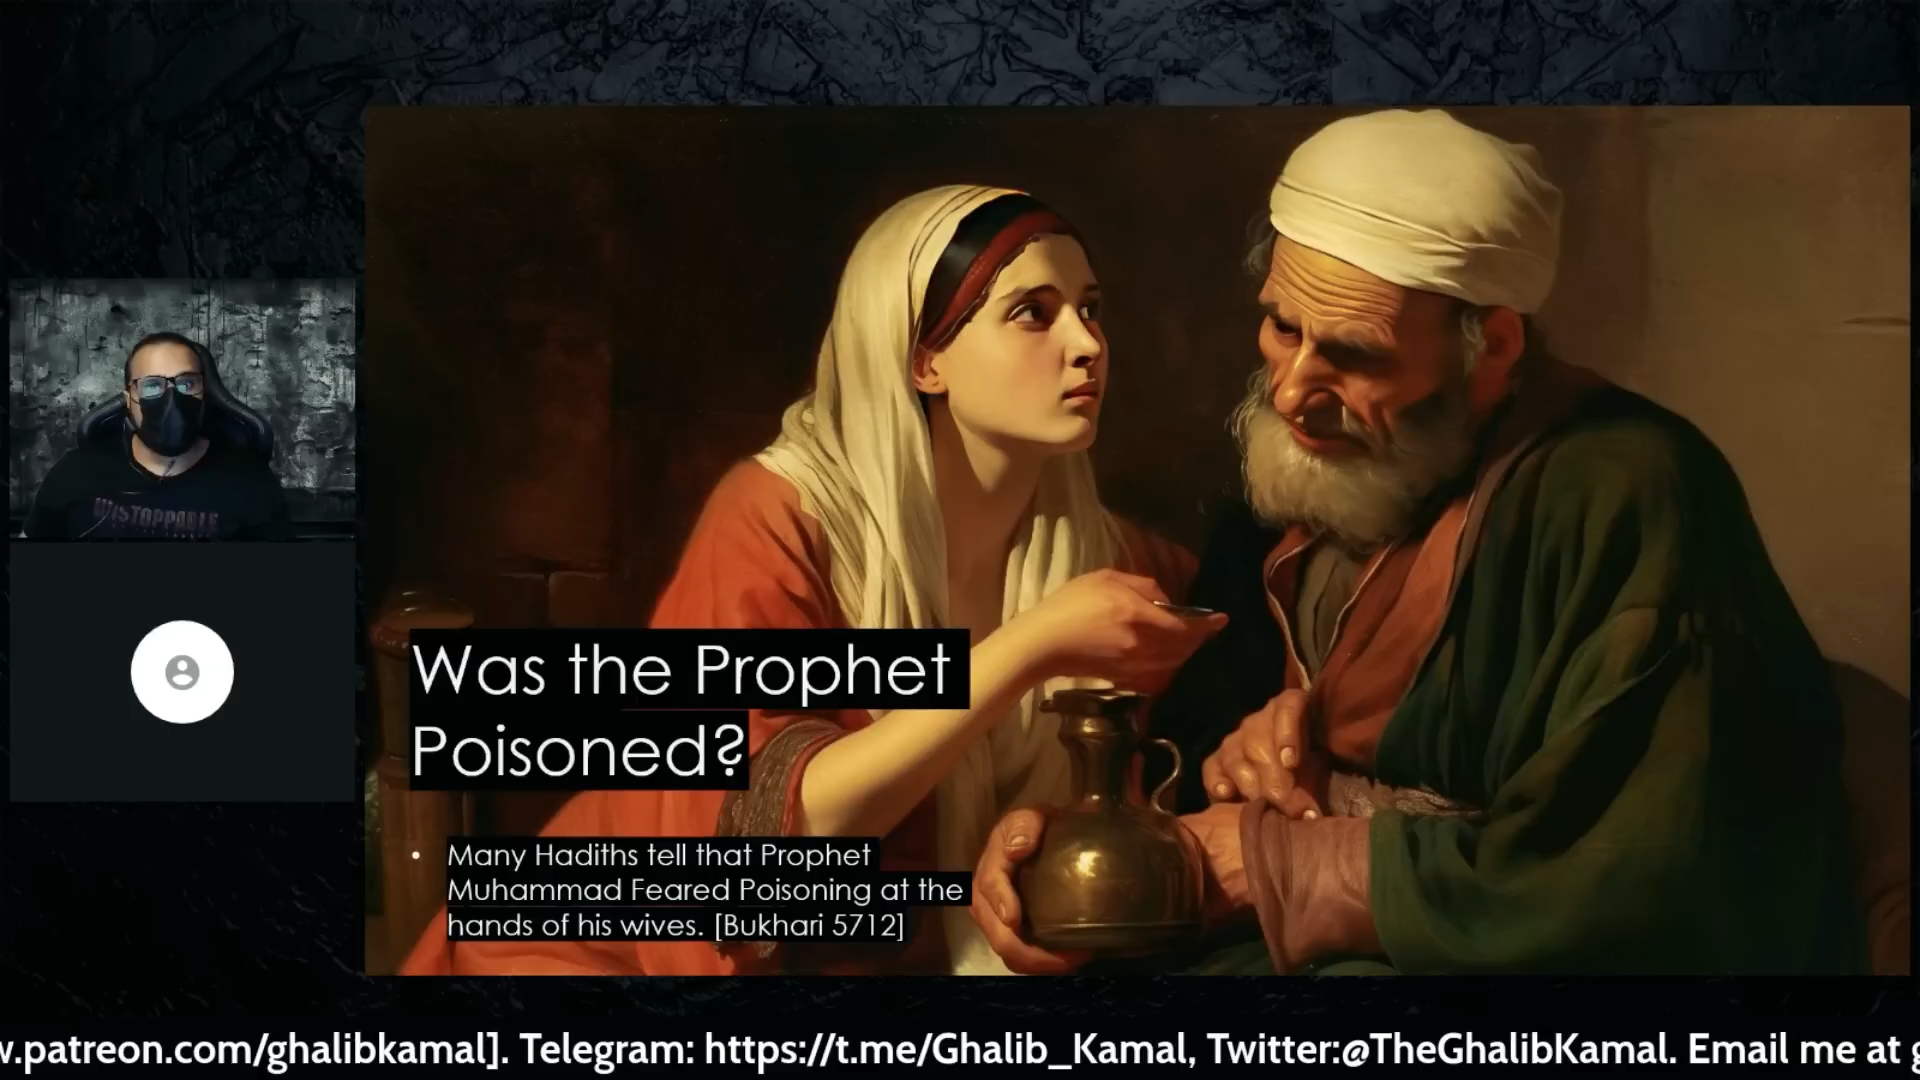 UNSTOPPABLE
Was the Prophet
Poisoned?
• Many Hadiths tell that Prophet
Muhammad Feared Poisoning at the
hands of his wives. [Bukhari 5712]
w.patreon.com/ghalibkamal]. Telegram: https://t.me/Ghalib_Kamal, Twitter:@TheGhalibKamal. Email me at g